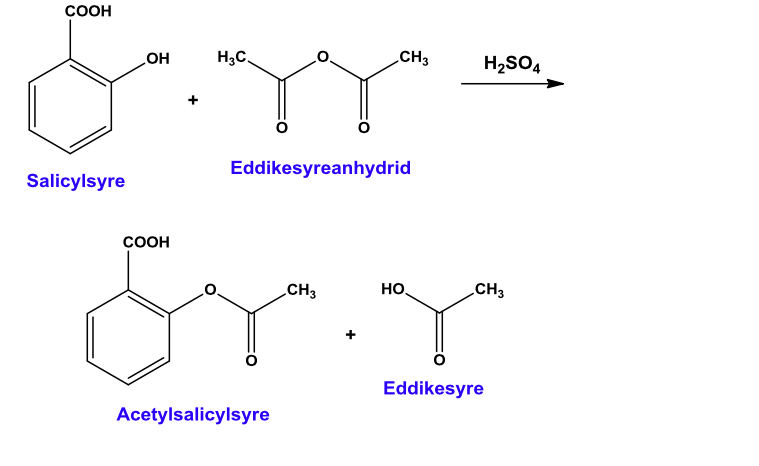 COOH
OH
+
H₃C
O
CH₃
O
O
H₂SO₄
Salicylsyre
Eddikesyreanhydrid
COOH
O
CH₃
O
+
HO
CH₃
O
Acetylsalicylsyre
Eddikesyre